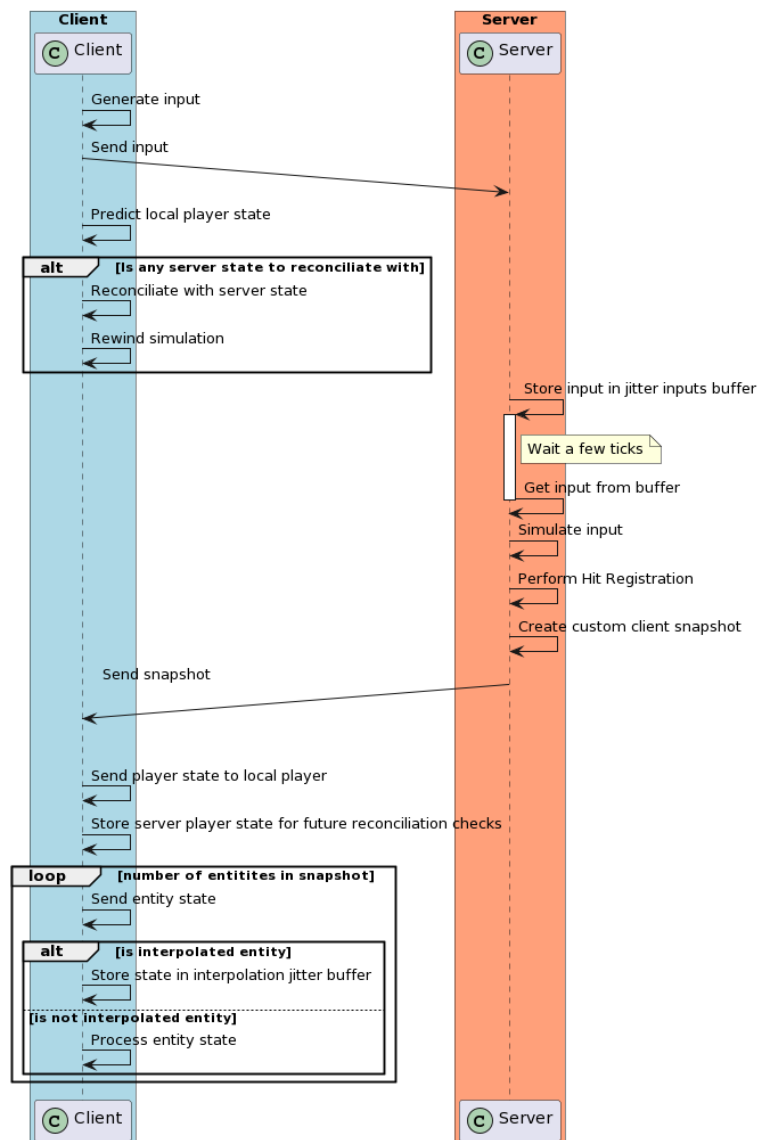 Client
Server
C Client
C Server
Generate input
Send input
Predict local player state
alt [Is any server state to reconciliate with]
Reconciliate with server state
Rewind simulation
Store input in jitter inputs buffer
Wait a few ticks
Get input from buffer
Simulate input
Perform Hit Registration
Create custom client snapshot
Send snapshot
Send player state to local player
Store server player state for future reconciliation checks
loop [number of entitites in snapshot]
Send entity state
alt [is interpolated entity]
Store state in interpolation jitter buffer
[is not interpolated entity]
Process entity state
C Client
C Server